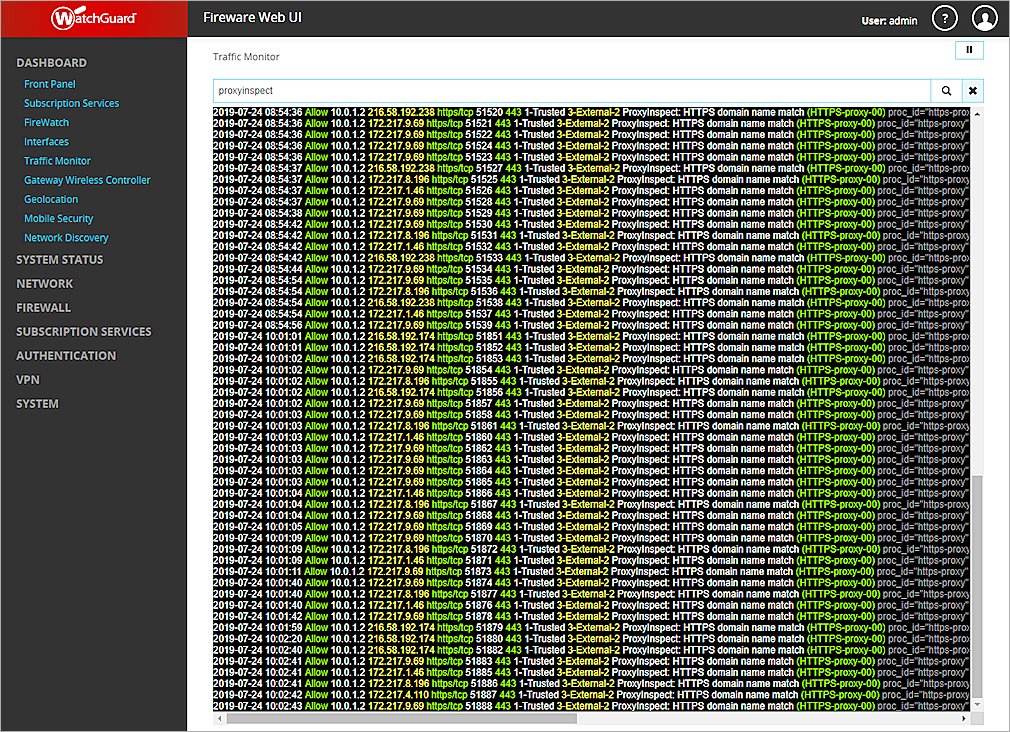 WatchGuard
Fireware Web UI
User: admin
?
DASHBOARD
Front Panel
Subscription Services
FireWatch
Interfaces
Traffic Monitor
Gateway Wireless Controller
Geolocation
Mobile Security
Network Discovery
SYSTEM STATUS
NETWORK
FIREWALL
SUBSCRIPTION SERVICES
AUTHENTICATION
VPN
SYSTEM
Traffic Monitor
proxyinspect
2019-07-24 08:54:36 Allow 10.0.1.2 216.58.192.238 https/tcp 51520 443 1-Trusted 3-External-2 ProxyInspect: HTTPS domain name match (HTTPS-proxy-00) proc_id="https-prox
2019-07-24 08:54:36 Allow 10.0.1.2 172.217.9.69 https/tcp 51521 443 1-Trusted 3-External-2 ProxyInspect: HTTPS domain name match (HTTPS-proxy-00) proc_id="https-proxy"
2019-07-24 08:54:36 Allow 10.0.1.2 172.217.9.69 https/tcp 51522 443 1-Trusted 3-External-2 ProxyInspect: HTTPS domain name match (HTTPS-proxy-00) proc_id="https-proxy"
2019-07-24 08:54:36 Allow 10.0.1.2 172.217.9.69 https/tcp 51524 443 1-Trusted 3-External-2 ProxyInspect: HTTPS domain name match (HTTPS-proxy-00) proc_id="https-proxy"
2019-07-24 08:54:36 Allow 10.0.1.2 172.217.9.69 https/tcp 51523 443 1-Trusted 3-External-2 ProxyInspect: HTTPS domain name match (HTTPS-proxy-00) proc_id="https-proxy"
2019-07-24 08:54:37 Allow 10.0.1.2 216.58.192.238 https/tcp 51527 443 1-Trusted 3-External-2 ProxyInspect: HTTPS domain name match (HTTPS-proxy-00) proc_id="https-prox
2019-07-24 08:54:37 Allow 10.0.1.2 172.217.8.196 https/tcp 51525 443 1-Trusted 3-External-2 ProxyInspect: HTTPS domain name match (HTTPS-proxy-00) proc_id="https-proxy
2019-07-24 08:54:37 Allow 10.0.1.2 172.217.1.46 https/tcp 51526 443 1-Trusted 3-External-2 ProxyInspect: HTTPS domain name match (HTTPS-proxy-00) proc_id="https-proxy"
2019-07-24 08:54:37 Allow 10.0.1.2 172.217.9.69 https/tcp 51528 443 1-Trusted 3-External-2 ProxyInspect: HTTPS domain name match (HTTPS-proxy-00) proc_id="https-proxy"
2019-07-24 08:54:38 Allow 10.0.1.2 172.217.9.69 https/tcp 51529 443 1-Trusted 3-External-2 ProxyInspect: HTTPS domain name match (HTTPS-proxy-00) proc_id="https-proxy"
2019-07-24 08:54:42 Allow 10.0.1.2 172.217.9.69 https/tcp 51530 443 1-Trusted 3-External-2 ProxyInspect: HTTPS domain name match (HTTPS-proxy-00) proc_id="https-proxy"
2019-07-24 08:54:42 Allow 10.0.1.2 172.217.8.196 https/tcp 51531 443 1-Trusted 3-External-2 ProxyInspect: HTTPS domain name match (HTTPS-proxy-00) proc_id="https-proxy
2019-07-24 08:54:42 Allow 10.0.1.2 172.217.1.46 https/tcp 51532 443 1-Trusted 3-External-2 ProxyInspect: HTTPS domain name match (HTTPS-proxy-00) proc_id="https-proxy"
2019-07-24 08:54:42 Allow 10.0.1.2 216.58.192.238 https/tcp 51533 443 1-Trusted 3-External-2 ProxyInspect: HTTPS domain name match (HTTPS-proxy-00) proc_id="https-prox
2019-07-24 08:54:44 Allow 10.0.1.2 172.217.9.69 https/tcp 51534 443 1-Trusted 3-External-2 ProxyInspect: HTTPS domain name match (HTTPS-proxy-00) proc_id="https-proxy"
2019-07-24 08:54:54 Allow 10.0.1.2 172.217.9.69 https/tcp 51535 443 1-Trusted 3-External-2 ProxyInspect: HTTPS domain name match (HTTPS-proxy-00) proc_id="https-proxy"
2019-07-24 08:54:54 Allow 10.0.1.2 172.217.8.196 https/tcp 51536 443 1-Trusted 3-External-2 ProxyInspect: HTTPS domain name match (HTTPS-proxy-00) proc_id="https-proxy
2019-07-24 08:54:54 Allow 10.0.1.2 216.58.192.238 https/tcp 51538 443 1-Trusted 3-External-2 ProxyInspect: HTTPS domain name match (HTTPS-proxy-00) proc_id="https-prox
2019-07-24 08:54:54 Allow 10.0.1.2 172.217.1.46 https/tcp 51537 443 1-Trusted 3-External-2 ProxyInspect: HTTPS domain name match (HTTPS-proxy-00) proc_id="https-proxy"
2019-07-24 08:54:56 Allow 10.0.1.2 172.217.9.69 https/tcp 51539 443 1-Trusted 3-External-2 ProxyInspect: HTTPS domain name match (HTTPS-proxy-00) proc_id="https-proxy"
2019-07-24 10:01:01 Allow 10.0.1.2 216.58.192.174 https/tcp 51851 443 1-Trusted 3-External-2 ProxyInspect: HTTPS domain name match (HTTPS-proxy-00) proc_id="https-prox
2019-07-24 10:01:01 Allow 10.0.1.2 216.58.192.174 https/tcp 51852 443 1-Trusted 3-External-2 ProxyInspect: HTTPS domain name match (HTTPS-proxy-00) proc_id="https-prox
2019-07-24 10:01:02 Allow 10.0.1.2 216.58.192.174 https/tcp 51853 443 1-Trusted 3-External-2 ProxyInspect: HTTPS domain name match (HTTPS-proxy-00) proc_id="https-prox
2019-07-24 10:01:02 Allow 10.0.1.2 172.217.9.69 https/tcp 51854 443 1-Trusted 3-External-2 ProxyInspect: HTTPS domain name match (HTTPS-proxy-00) proc_id="https-proxy"
2019-07-24 10:01:02 Allow 10.0.1.2 172.217.8.196 https/tcp 51855 443 1-Trusted 3-External-2 ProxyInspect: HTTPS domain name match (HTTPS-proxy-00) proc_id="https-proxy
2019-07-24 10:01:02 Allow 10.0.1.2 216.58.192.174 https/tcp 51856 443 1-Trusted 3-External-2 ProxyInspect: HTTPS domain name match (HTTPS-proxy-00) proc_id="https-prox
2019-07-24 10:01:02 Allow 10.0.1.2 172.217.9.69 https/tcp 51857 443 1-Trusted 3-External-2 ProxyInspect: HTTPS domain name match (HTTPS-proxy-00) proc_id="https-proxy"
2019-07-24 10:01:03 Allow 10.0.1.2 172.217.9.69 https/tcp 51858 443 1-Trusted 3-External-2 ProxyInspect: HTTPS domain name match (HTTPS-proxy-00) proc_id="https-proxy"
2019-07-24 10:01:03 Allow 10.0.1.2 172.217.8.196 https/tcp 51861 443 1-Trusted 3-External-2 ProxyInspect: HTTPS domain name match (HTTPS-proxy-00) proc_id="https-proxy
2019-07-24 10:01:03 Allow 10.0.1.2 172.217.1.46 https/tcp 51860 443 1-Trusted 3-External-2 ProxyInspect: HTTPS domain name match (HTTPS-proxy-00) proc_id="https-proxy"
2019-07-24 10:01:03 Allow 10.0.1.2 172.217.9.69 https/tcp 51862 443 1-Trusted 3-External-2 ProxyInspect: HTTPS domain name match (HTTPS-proxy-00) proc_id="https-proxy"
2019-07-24 10:01:03 Allow 10.0.1.2 172.217.9.69 https/tcp 51863 443 1-Trusted 3-External-2 ProxyInspect: HTTPS domain name match (HTTPS-proxy-00) proc_id="https-proxy"
2019-07-24 10:01:03 Allow 10.0.1.2 172.217.9.69 https/tcp 51864 443 1-Trusted 3-External-2 ProxyInspect: HTTPS domain name match (HTTPS-proxy-00) proc_id="https-proxy"
2019-07-24 10:01:03 Allow 10.0.1.2 172.217.9.69 https/tcp 51865 443 1-Trusted 3-External-2 ProxyInspect: HTTPS domain name match (HTTPS-proxy-00) proc_id="https-proxy"
2019-07-24 10:01:04 Allow 10.0.1.2 172.217.1.46 https/tcp 51866 443 1-Trusted 3-External-2 ProxyInspect: HTTPS domain name match (HTTPS-proxy-00) proc_id="https-proxy"
2019-07-24 10:01:04 Allow 10.0.1.2 172.217.8.196 https/tcp 51867 443 1-Trusted 3-External-2 ProxyInspect: HTTPS domain name match (HTTPS-proxy-00) proc_id="https-proxy
2019-07-24 10:01:04 Allow 10.0.1.2 172.217.9.69 https/tcp 51868 443 1-Trusted 3-External-2 ProxyInspect: HTTPS domain name match (HTTPS-proxy-00) proc_id="https-proxy"
2019-07-24 10:01:05 Allow 10.0.1.2 172.217.9.69 https/tcp 51869 443 1-Trusted 3-External-2 ProxyInspect: HTTPS domain name match (HTTPS-proxy-00) proc_id="https-proxy"
2019-07-24 10:01:09 Allow 10.0.1.2 172.217.9.69 https/tcp 51870 443 1-Trusted 3-External-2 ProxyInspect: HTTPS domain name match (HTTPS-proxy-00) proc_id="https-proxy"
2019-07-24 10:01:09 Allow 10.0.1.2 172.217.8.196 https/tcp 51872 443 1-Trusted 3-External-2 ProxyInspect: HTTPS domain name match (HTTPS-proxy-00) proc_id="https-proxy
2019-07-24 10:01:09 Allow 10.0.1.2 172.217.1.46 https/tcp 51871 443 1-Trusted 3-External-2 ProxyInspect: HTTPS domain name match (HTTPS-proxy-00) proc_id="https-proxy"
2019-07-24 10:01:11 Allow 10.0.1.2 172.217.9.69 https/tcp 51873 443 1-Trusted 3-External-2 ProxyInspect: HTTPS domain name match (HTTPS-proxy-00) proc_id="https-proxy"
2019-07-24 10:01:40 Allow 10.0.1.2 172.217.9.69 https/tcp 51874 443 1-Trusted 3-External-2 ProxyInspect: HTTPS domain name match (HTTPS-proxy-00) proc_id="https-proxy"
2019-07-24 10:01:40 Allow 10.0.1.2 172.217.8.196 https/tcp 51877 443 1-Trusted 3-External-2 ProxyInspect: HTTPS domain name match (HTTPS-proxy-00) proc_id="https-proxy
2019-07-24 10:01:40 Allow 10.0.1.2 172.217.1.46 https/tcp 51876 443 1-Trusted 3-External-2 ProxyInspect: HTTPS domain name match (HTTPS-proxy-00) proc_id="https-proxy"
2019-07-24 10:01:42 Allow 10.0.1.2 172.217.9.69 https/tcp 51878 443 1-Trusted 3-External-2 ProxyInspect: HTTPS domain name match (HTTPS-proxy-00) proc_id="https-proxy"
2019-07-24 10:01:59 Allow 10.0.1.2 216.58.192.174 https/tcp 51879 443 1-Trusted 3-External-2 ProxyInspect: HTTPS domain name match (HTTPS-proxy-00) proc_id="https-prox
2019-07-24 10:02:20 Allow 10.0.1.2 216.58.192.174 https/tcp 51880 443 1-Trusted 3-External-2 ProxyInspect: HTTPS domain name match (HTTPS-proxy-00) proc_id="https-prox
2019-07-24 10:02:40 Allow 10.0.1.2 216.58.192.174 https/tcp 51882 443 1-Trusted 3-External-2 ProxyInspect: HTTPS domain name match (HTTPS-proxy-00) proc_id="https-prox
2019-07-24 10:02:41 Allow 10.0.1.2 172.217.9.69 https/tcp 51883 443 1-Trusted 3-External-2 ProxyInspect: HTTPS domain name match (HTTPS-proxy-00) proc_id="https-proxy"
2019-07-24 10:02:41 Allow 10.0.1.2 172.217.1.46 https/tcp 51885 443 1-Trusted 3-External-2 ProxyInspect: HTTPS domain name match (HTTPS-proxy-00) proc_id="https-proxy"
2019-07-24 10:02:41 Allow 10.0.1.2 172.217.8.196 https/tcp 51886 443 1-Trusted 3-External-2 ProxyInspect: HTTPS domain name match (HTTPS-proxy-00) proc_id="https-proxy
2019-07-24 10:02:42 Allow 10.0.1.2 172.217.4.110 https/tcp 51887 443 1-Trusted 3-External-2 ProxyInspect: HTTPS domain name match (HTTPS-proxy-00) proc_id="https-proxy
2019-07-24 10:02:43 Allow 10.0.1.2 172.217.9.69 https/tcp 51888 443 1-Trusted 3-External-2 ProxyInspect: HTTPS domain name match (HTTPS-proxy-00) proc_id="https-proxy"